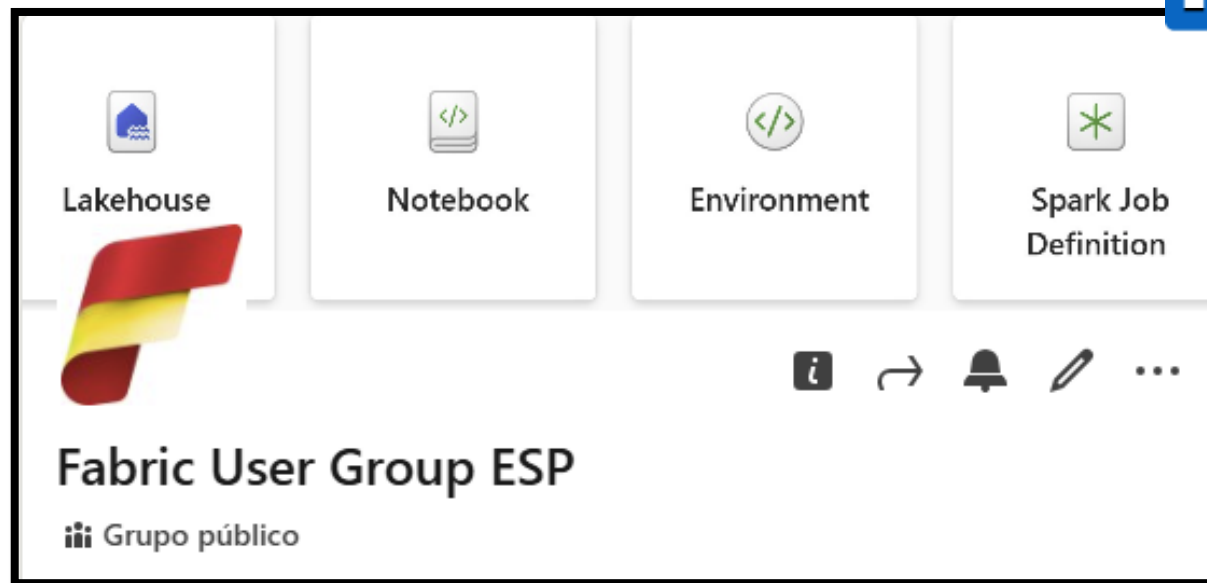 Lakehouse
Notebook
Environment
Spark Job
Definition
Fabric User Group ESP
Grupo público